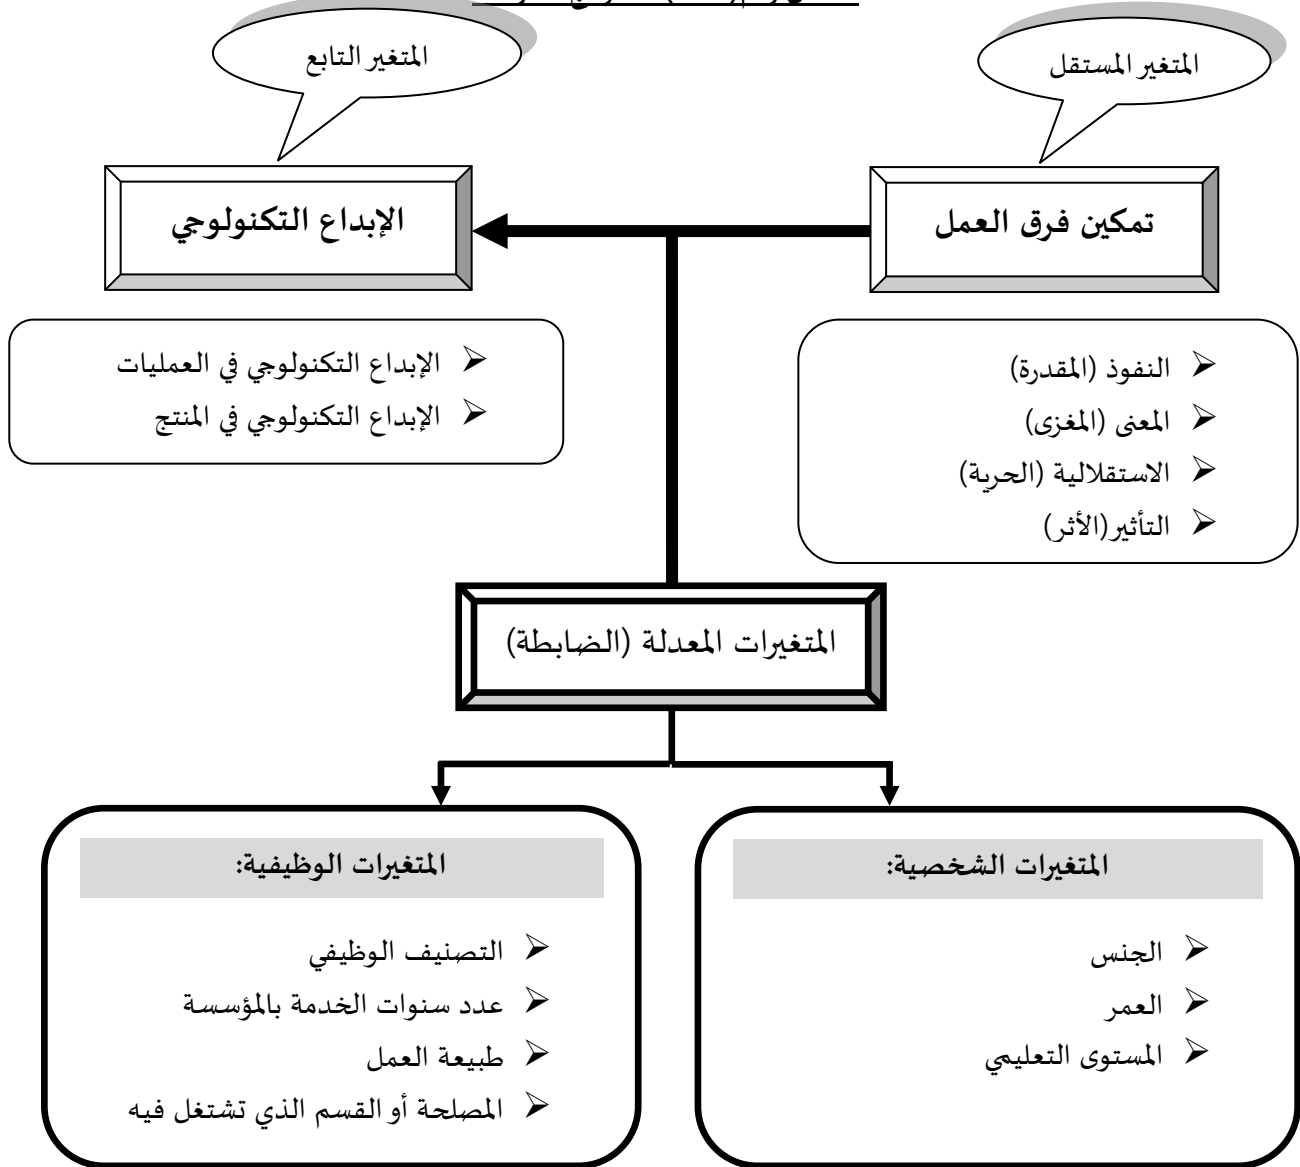 المتغير المستقل
المتغير التابع
تمكين فرق العمل
الإبداع التكنولوجي
النفوذ (المقدرة)
المعنى (المغزى)
الاستقلالية (الحرية)
التأثير(الأثر)
الإبداع التكنولوجي في العمليات
الإبداع التكنولوجي في المنتج
المتغيرات المعدلة (الضابطة)
المتغيرات الشخصية:
الجنس
العمر
المستوى التعليمي
المتغيرات الوظيفية:
التصنيف الوظيفي
عدد سنوات الخدمة بالمؤسسة
طبيعة العمل
المصلحة أو القسم الذي تشتغل فيه